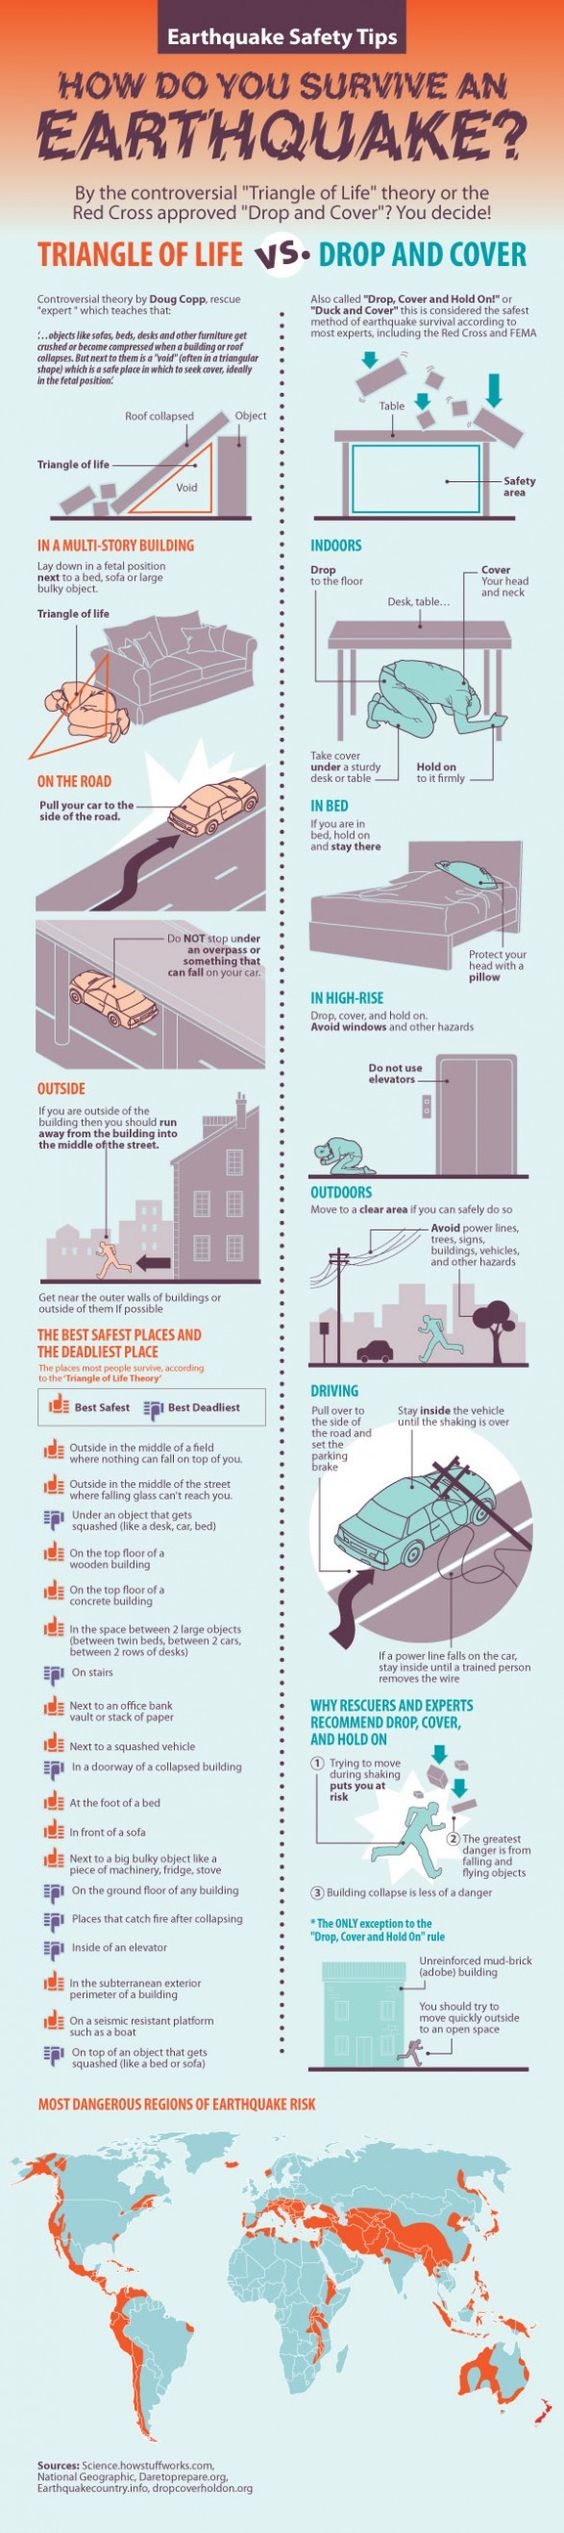 Earthquake Safety Tips
HOW DO YOU SURVIVE AN
EARTHQUAKE?
By the controversial "Triangle of Life" theory or the
Red Cross approved "Drop and Cover"? You decide!
TRIANGLE OF LIFE VS. DROP AND COVER
Controversial theory by Doug Copp, rescue
"expert" which teaches that:
'...objects like sofas, beds, desks and other furniture get
crushed or become compressed when a building or roof
collapses. But next to them is a "void" (often in a triangular
shape) which is a safe place in which to seek cover, ideally
in the fetal position.'
Roof collapsed
Object
Triangle of life
Void
IN A MULTI-STORY BUILDING
Lay down in a fetal position
next to a bed, sofa or large
bulky object.
Triangle of life
ON THE ROAD
Pull your car to the
side of the road.
Do NOT stop under
an overpass or
something that
can fall on your car.
OUTSIDE
If you are outside of the
building then you should run
away from the building into
the middle of the street.
Get near the outer walls of buildings or
outside of them If possible
THE BEST SAFEST PLACES AND
THE DEADLIEST PLACE
The places most people survive, according
to the 'Triangle of Life Theory'
Best Safest
Best Deadliest
Outside in the middle of a field
where nothing can fall on top of you.
Outside in the middle of the street
where falling glass can't reach you.
Under an object that gets
squashed (like a desk, car, bed)
On the top floor of a
wooden building
On the top floor of a
concrete building
In the space between 2 large objects
(between twin beds, between 2 cars,
between 2 rows of desks)
On stairs
Next to an office bank
vault or stack of paper
Next to a squashed vehicle
In a doorway of a collapsed building
At the foot of a bed
In front of a sofa
Next to a big bulky object like a
piece of machinery, fridge, stove
On the ground floor of any building
Places that catch fire after collapsing
Inside of an elevator
In the subterranean exterior
perimeter of a building
On a seismic resistant platform
such as a boat
On top of an object that gets
squashed (like a bed or sofa)
Also called "Drop, Cover and Hold On!" or
"Duck and Cover" this is considered the safest
method of earthquake survival according to
most experts, including the Red Cross and FEMA
Table
Safety
area
INDOORS
Drop
to the floor
Cover
Your head
and neck
Desk, table...
Take cover
under a sturdy
desk or table
Hold on
to it firmly
IN BED
If you are in
bed, hold on
and stay there
Protect your
head with a
pillow
IN HIGH-RISE
Drop, cover, and hold on.
Avoid windows and other hazards
Do not use
elevators
OUTDOORS
Move to a clear area if you can safely do so
Avoid power lines,
trees, signs,
buildings, vehicles,
and other hazards
DRIVING
Pull over to
the side of
the road and
set the
parking
brake
Stay inside the vehicle
until the shaking is over
If a power line falls on the car,
stay inside until a trained person
removes the wire
WHY RESCUERS AND EXPERTS
RECOMMEND DROP, COVER,
AND HOLD ON
1 Trying to move
during shaking
puts you at
risk
2 The greatest
danger is from
falling and
flying objects
3 Building collapse is less of a danger
* The ONLY exception to the
"Drop, Cover and Hold On" rule
Unreinforced mud-brick
(adobe) building
You should try to
move quickly outside
to an open space
MOST DANGEROUS REGIONS OF EARTHQUAKE RISK
Sources: Science.howstuffworks.com,
National Geographic, Daretoprepare.org,
Earthquakecountry.info, dropcoverholdon.org